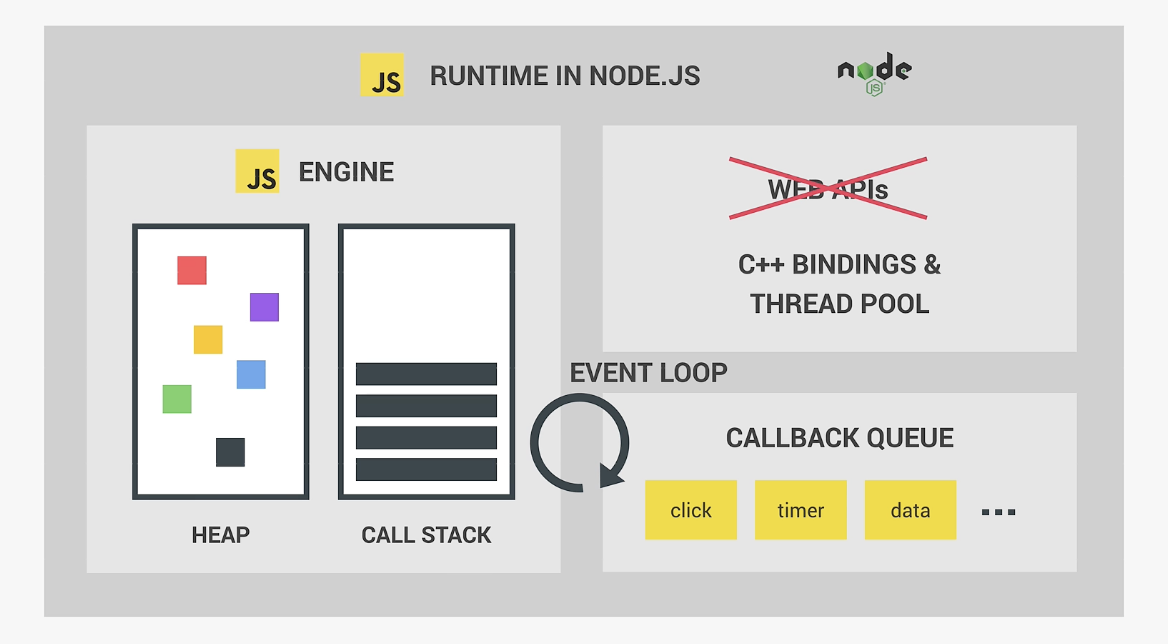 JS RUNTIME IN NODE.JS
node
JS
JS ENGINE
HEAP
CALL STACK
WEB APIs
C++ BINDINGS &
THREAD POOL
EVENT LOOP
CALLBACK QUEUE
click timer data ...